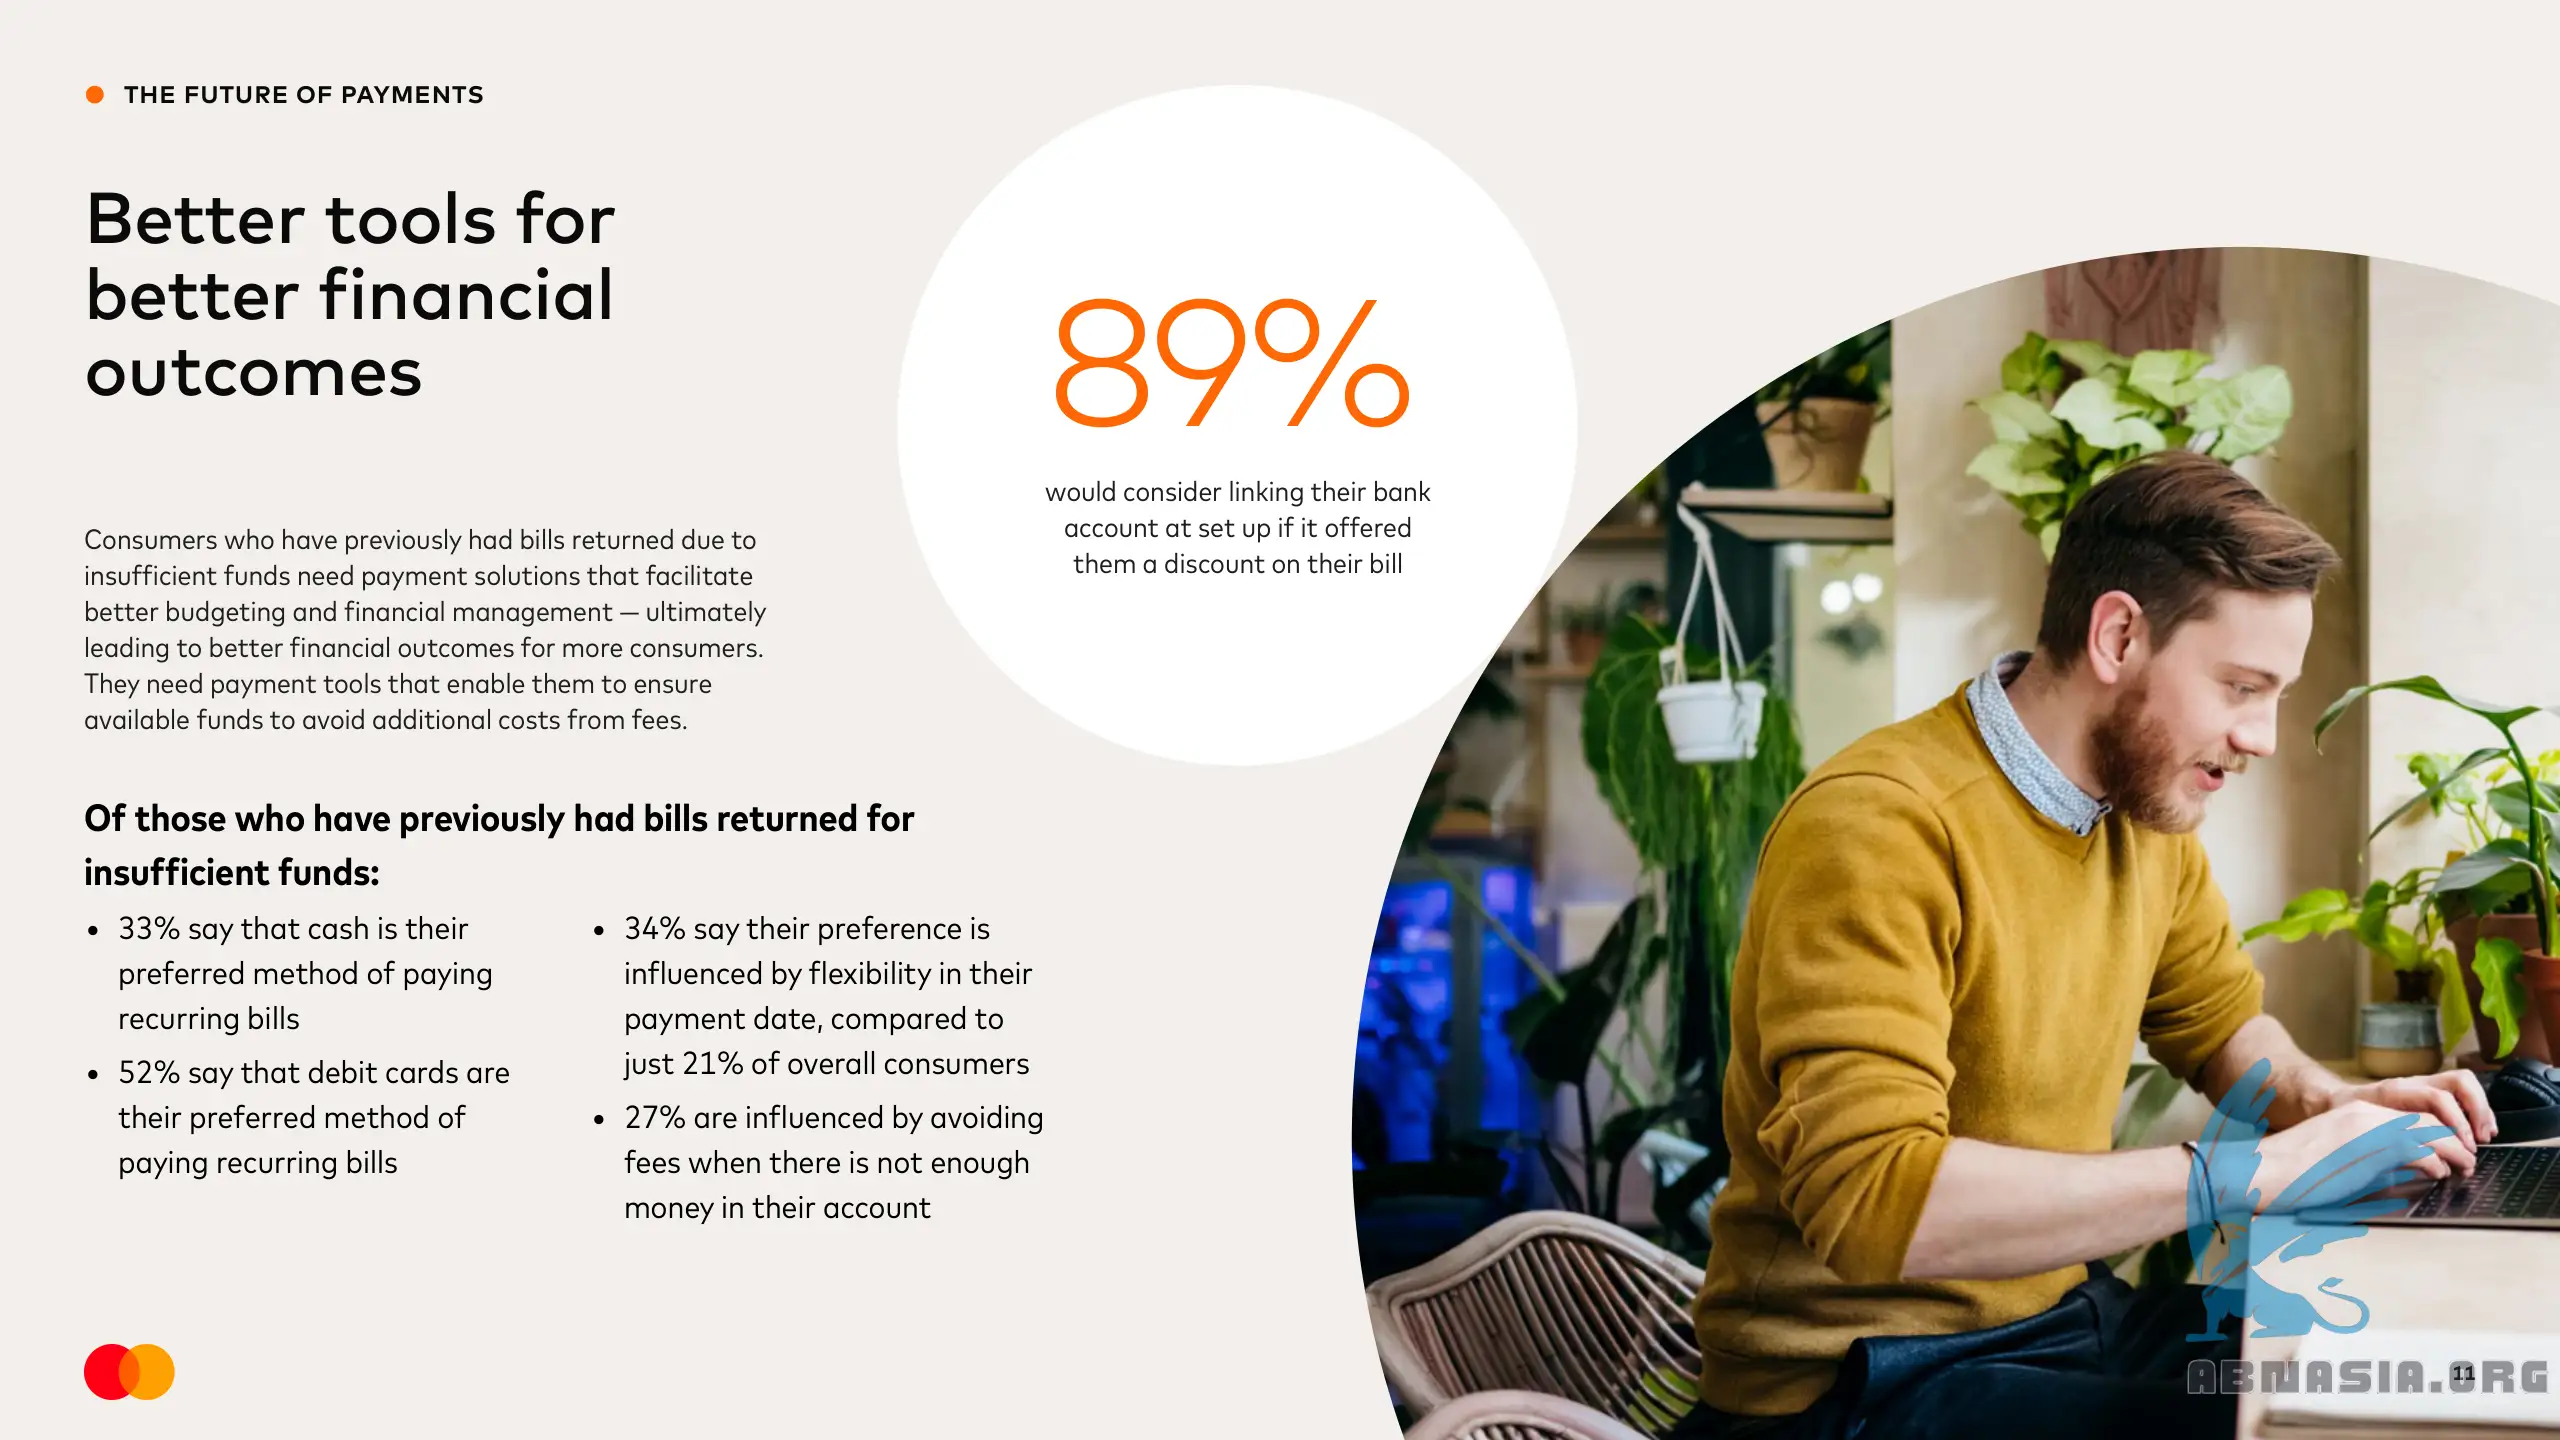 THE FUTURE OF PAYMENTS
Better tools for
better financial
outcomes
Consumers who have previously had bills returned due to
insufficient funds need payment solutions that facilitate
better budgeting and financial management — ultimately
leading to better financial outcomes for more consumers.
They need payment tools that enable them to ensure
available funds to avoid additional costs from fees.
89%
would consider linking their bank
account at set up if it offered
them a discount on their bill
Of those who have previously had bills returned for
insufficient funds:
• 33% say that cash is their
preferred method of paying
recurring bills
• 52% say that debit cards are
their preferred method of
paying recurring bills
• 34% say their preference is
influenced by flexibility in their
payment date, compared to
just 21% of overall consumers
• 27% are influenced by avoiding
fees when there is not enough
money in their account
ABNASIA.ORG
11